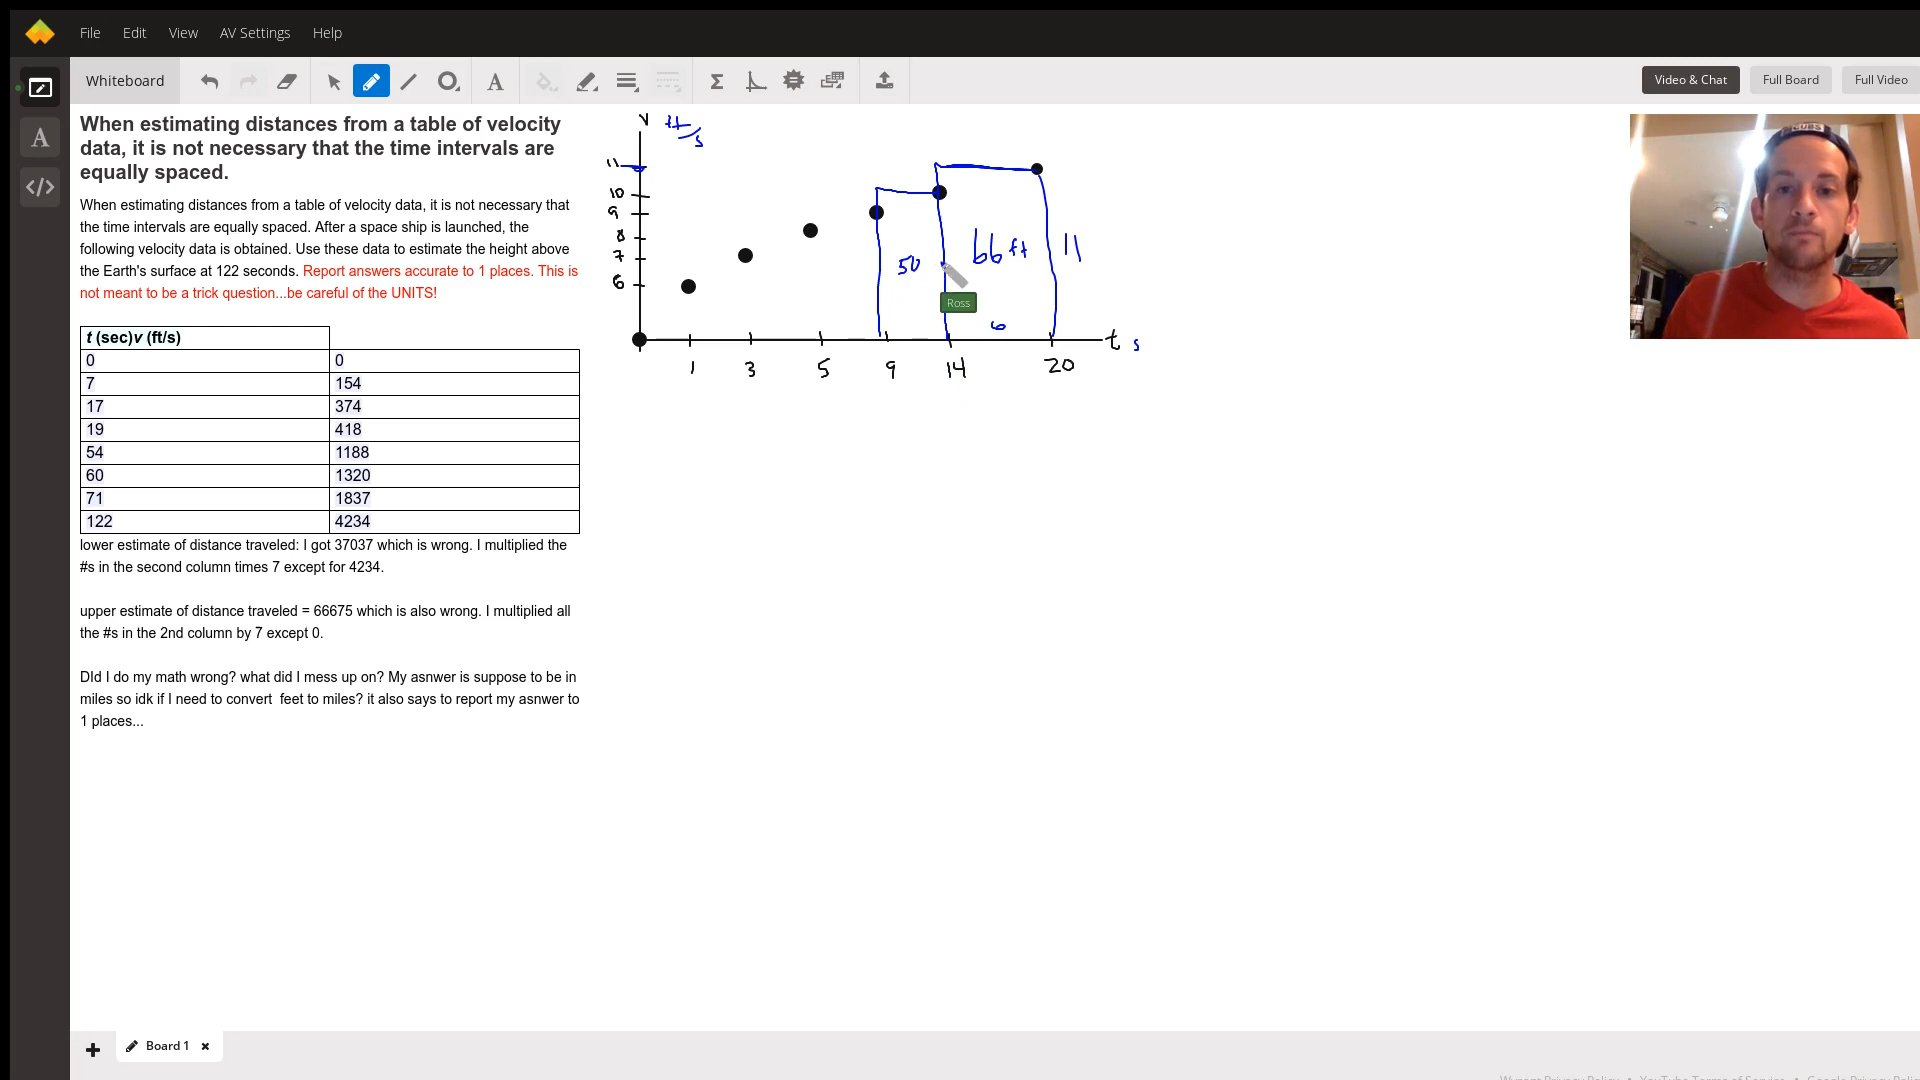 File Edit View AV Settings Help
Whiteboard
A
Σ
Video & Chat
Full Board
Full Video
A
</>
When estimating distances from a table of velocity
data, it is not necessary that the time intervals are
equally spaced.
When estimating distances from a table of velocity data, it is not necessary that
the time intervals are equally spaced. After a space ship is launched, the
following velocity data is obtained. Use these data to estimate the height above
the Earth's surface at 122 seconds. Report answers accurate to 1 places. This is
not meant to be a trick question...be careful of the UNITS!
t (sec)v (ft/s)
0 0
7 154
17 374
19 418
54 1188
60 1320
71 1837
122 4234
lower estimate of distance traveled: I got 37037 which is wrong. I multiplied the
#s in the second column times 7 except for 4234.
upper estimate of distance traveled = 66675 which is also wrong. I multiplied all
the #s in the 2nd column by 7 except 0.
DId I do my math wrong? what did I mess up on? My asnwer is suppose to be in
miles so idk if I need to convert  feet to miles? it also says to report my asnwer to
1 places...
v ft/s
11
10
9
8
7
6
50
66 ft
11
6
Ross
t s
1 3 5 9 14 20
CUBS
+
Board 1 ×